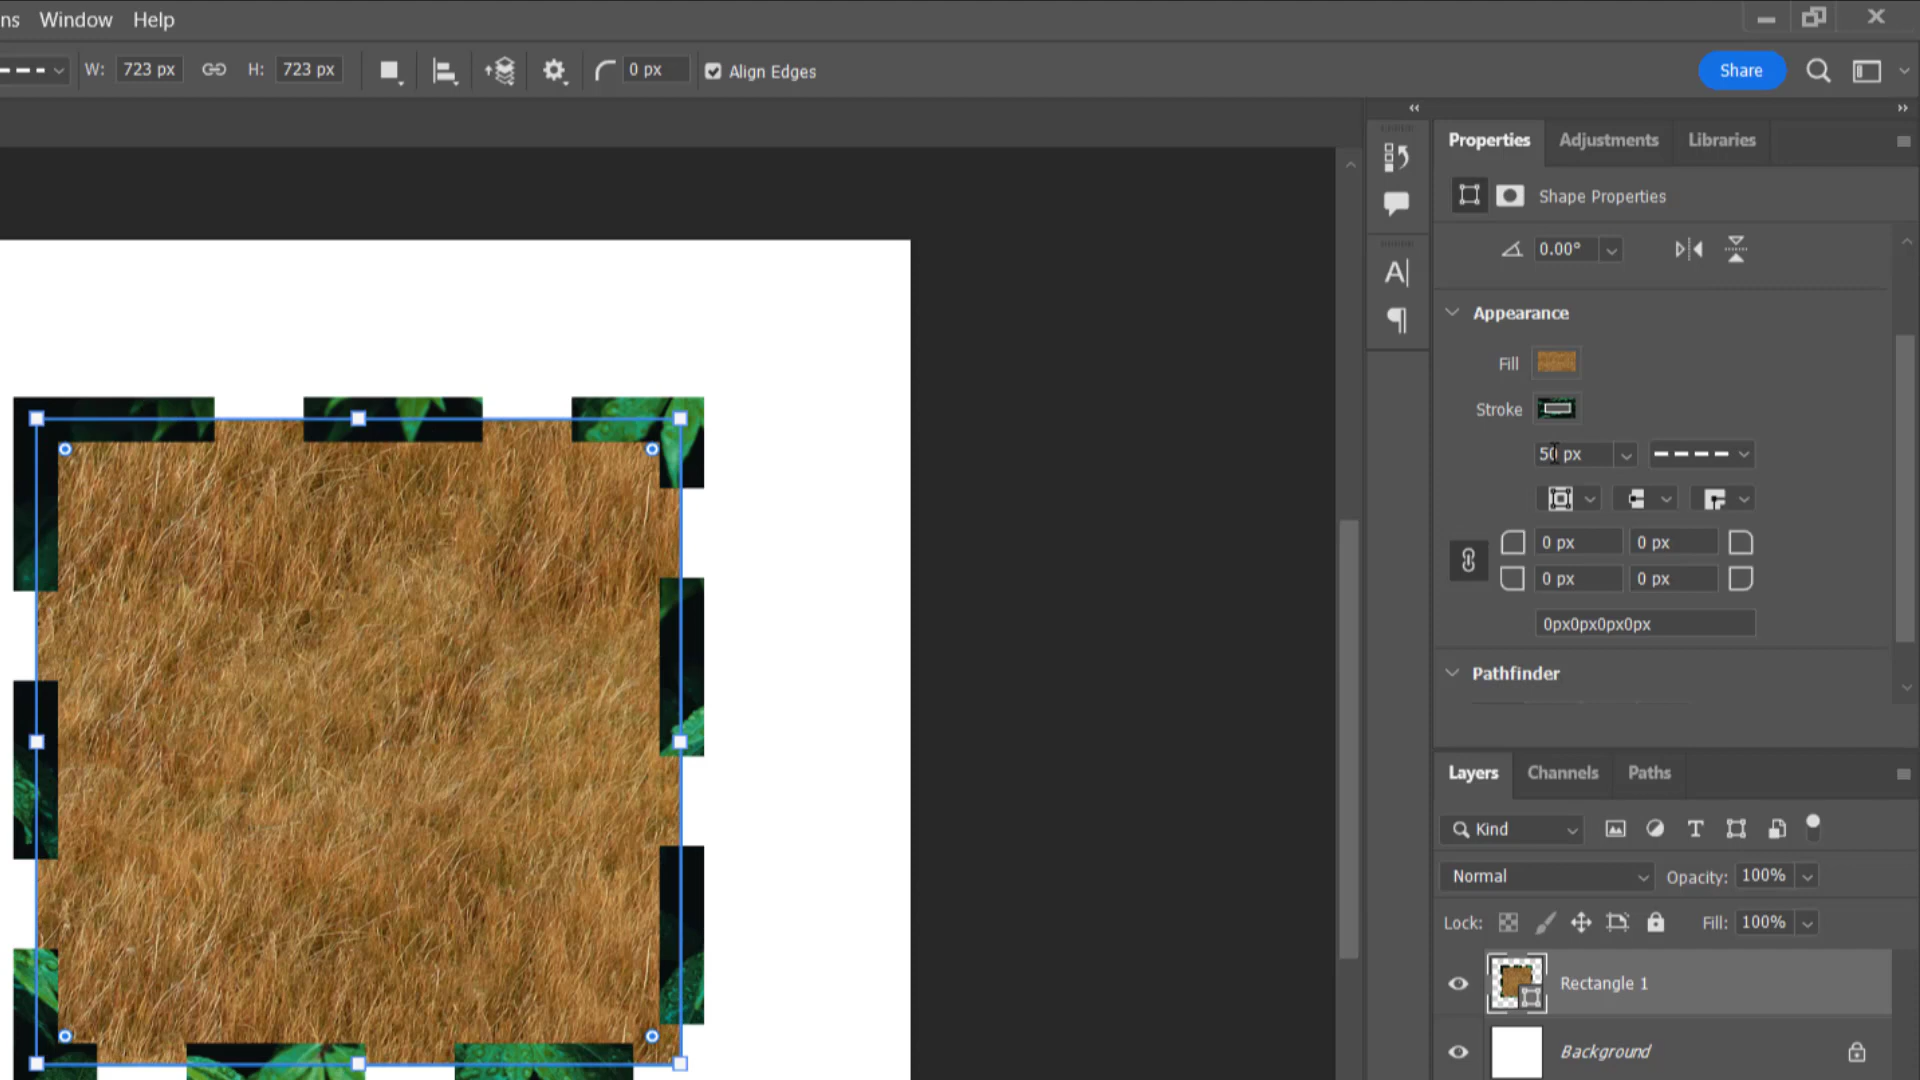 ns Window Help
W: 723 px H: 723 px 0 px Align Edges Share
Properties Adjustments Libraries
Shape Properties
0.00°
Appearance
Fill
Stroke
50 px
0 px 0 px
0 px 0 px
0px0px0px0px
Pathfinder
Layers Channels Paths
Kind
Normal Opacity: 100%
Lock: Fill: 100%
Rectangle 1
Background